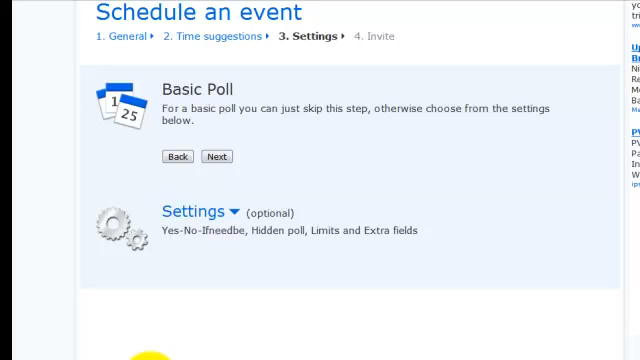 Schedule an event
1. General 2. Time suggestions 3. Settings 4. Invite
Basic Poll
For a basic poll you can just skip this step, otherwise choose from the settings
below.
Back Next
Settings (optional)
Yes-No-Ifneedbe, Hidden poll, Limits and Extra fields
1
25